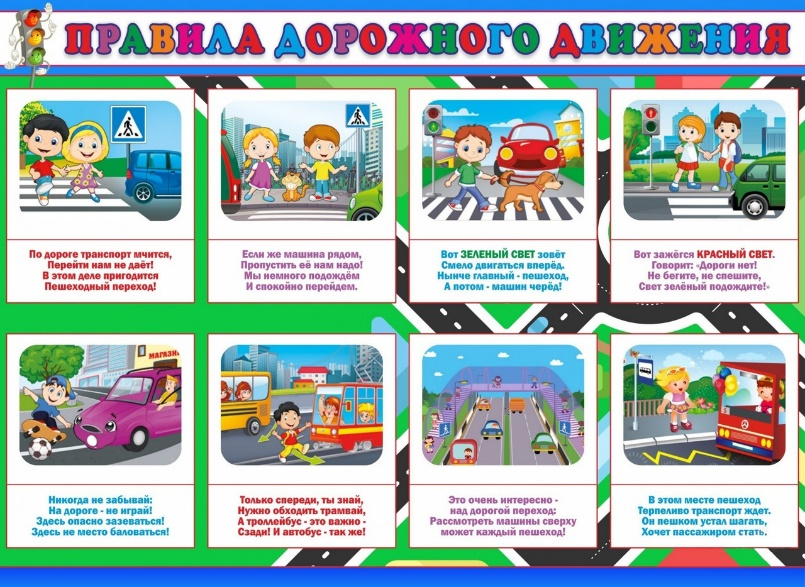 ПРАВИЛА ДОРОЖНОГО ДВИЖЕНИЯ
По дороге транспорт мчится,
Перейти нам не даёт!
В этом деле пригодится
Пешеходный переход!
Если же машина рядом,
Пропустить её нам надо!
Мы немного подождём
И спокойно перейдем.
Вот ЗЕЛЕНЫЙ СВЕТ зовёт
Смело двигаться вперёд.
Нынче главный - пешеход,
А потом - машин черёд!
Вот зажёгся КРАСНЫЙ СВЕТ.
Говорит: «Дороги нет!
Не бегите, не спешите,
Свет зелёный подождите!»
МАГАЗИН
Никогда не забывай:
На дороге - не играй!
Здесь опасно зазеваться!
Здесь не место баловаться!
Только спереди, ты знай,
Нужно обходить трамвай,
А троллейбус - это важно -
Сзади! И автобус - так же!
Это очень интересно -
над дорогой переход:
Рассмотреть машины сверху
может каждый пешеход!
В этом месте пешеход
Терпеливо транспорт ждет.
Он пешком устал шагать,
Хочет пассажиром стать.